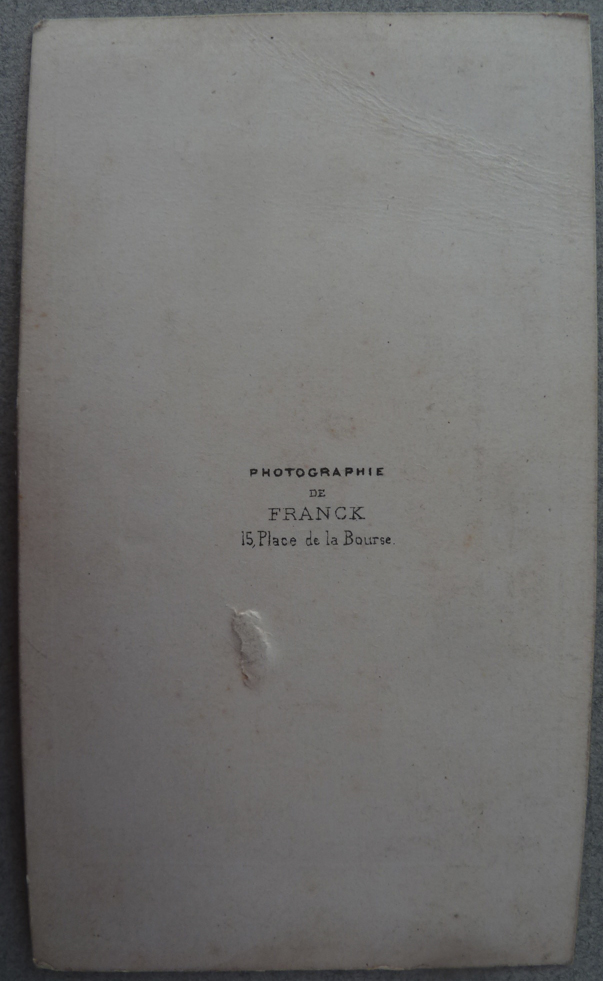 PHOTOGRAPHIE
DE
FRANCK
15, Place de la Bourse.